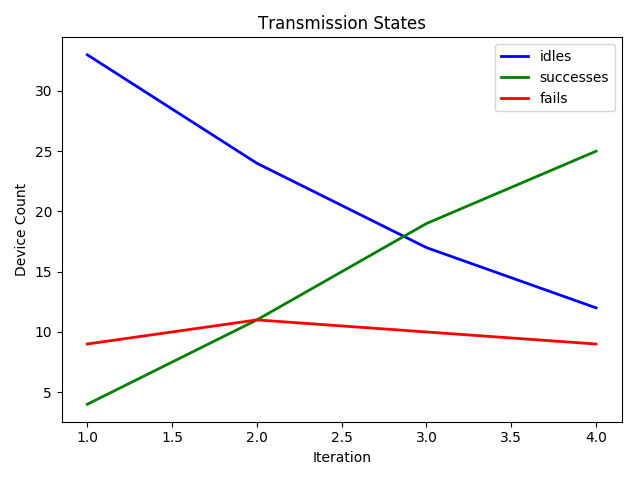 Transmission States
idles
successes
fails
Device Count
30
25
20
15
10
5
1.0 1.5 2.0 2.5 3.0 3.5 4.0
Iteration